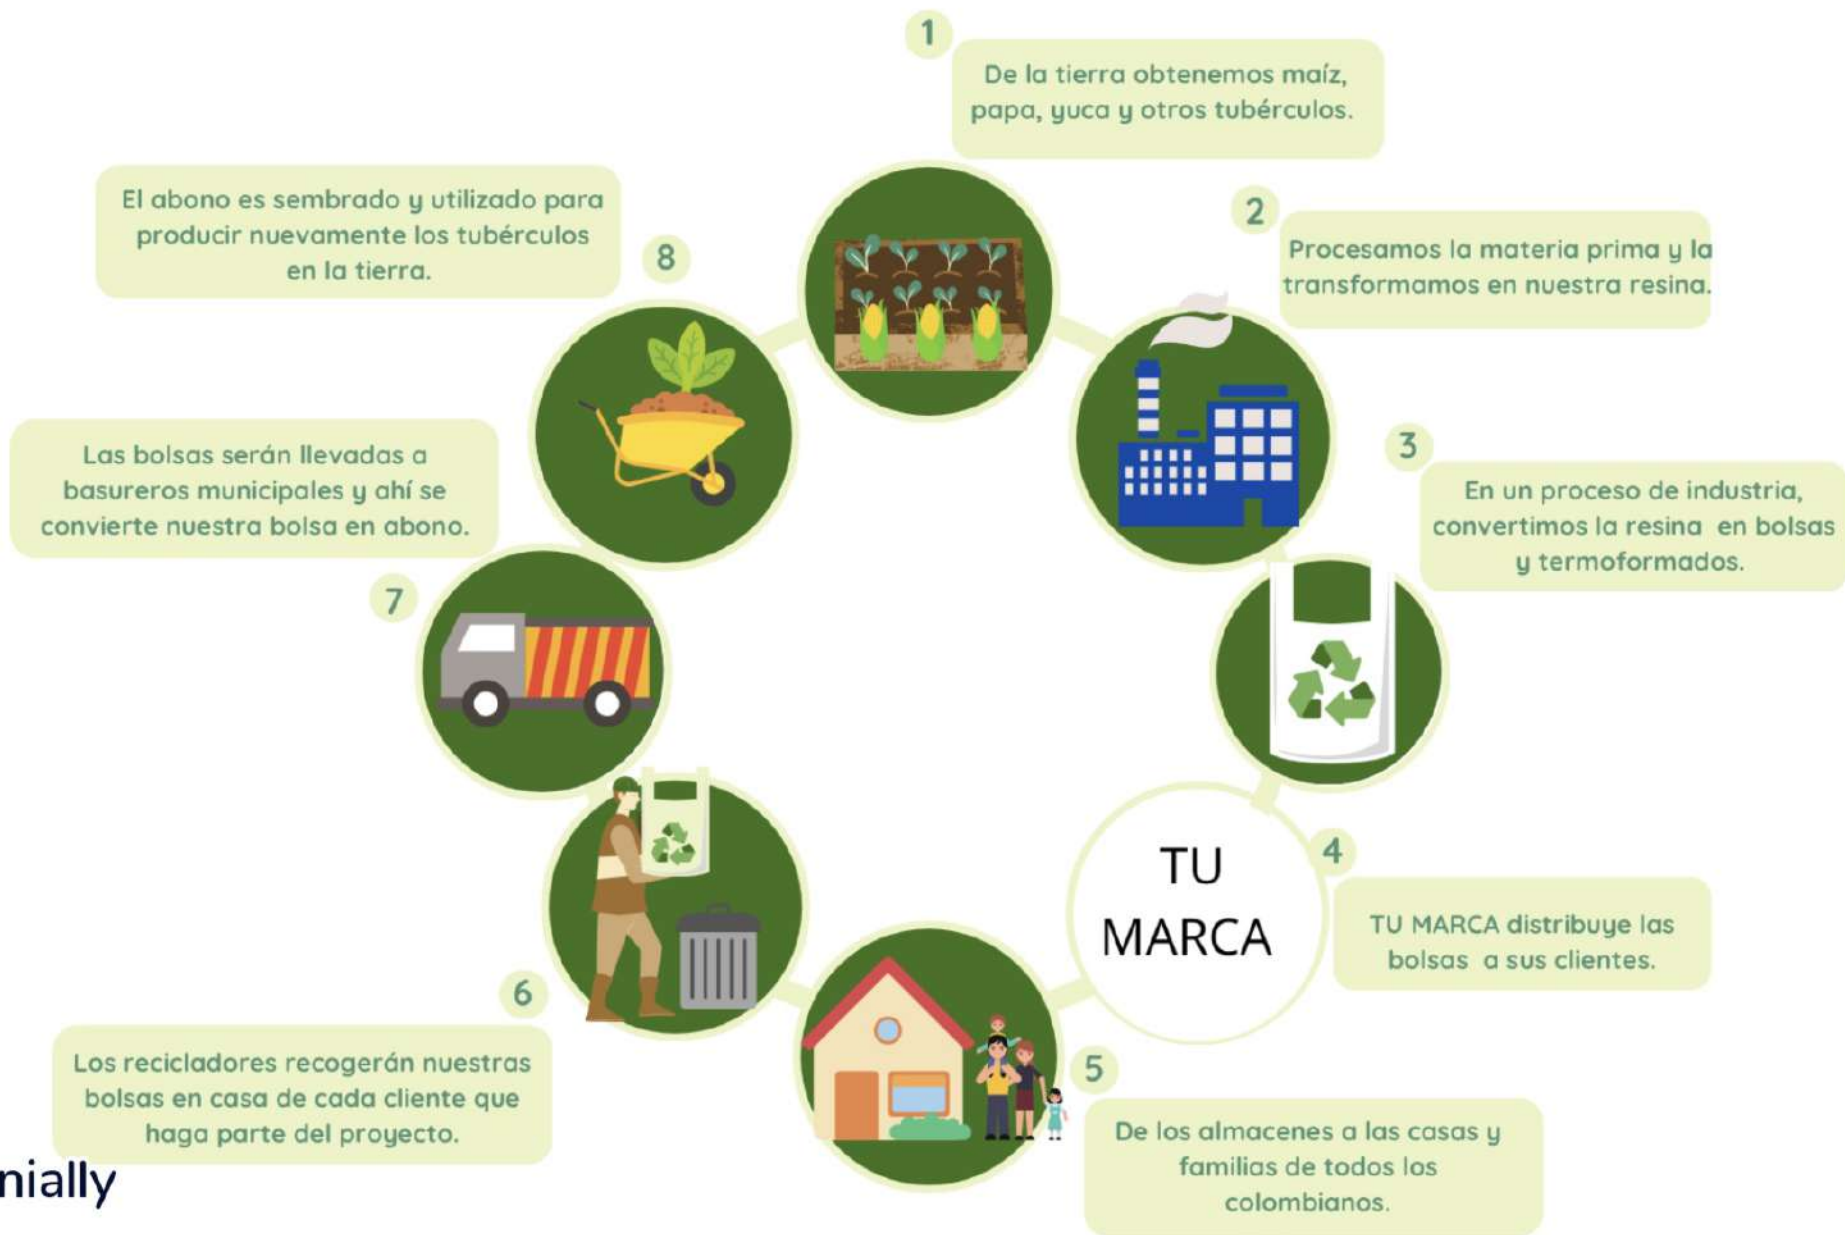 1
De la tierra obtenemos maíz,
papa, yuca y otros tubérculos.
2
Procesamos la materia prima y la
transformamos en nuestra resina.
3
En un proceso de industria,
convertimos la resina en bolsas
y termoformados.
TU
MARCA
4
TU MARCA distribuye las
bolsas a sus clientes.
5
De los almacenes a las casas y
familias de todos los
colombianos.
6
Los recicladores recogerán nuestras
bolsas en casa de cada cliente que
haga parte del proyecto.
7
Las bolsas serán llevadas a
basureros municipales y ahí se
convierte nuestra bolsa en abono.
8
El abono es sembrado y utilizado para
producir nuevamente los tubérculos
en la tierra.
nially